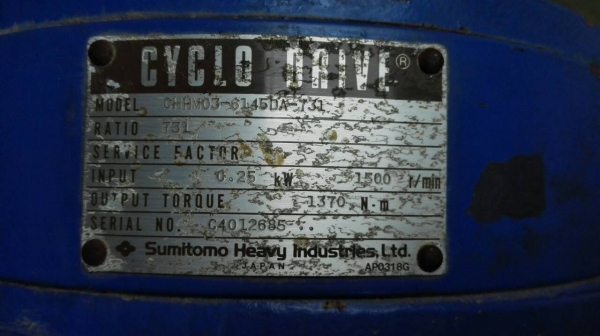 CYCLO DRIVE®
MODEL CHHM03-6145DA-731
RATIO 731
SERVICE FACTOR
INPUT 0.25 kW 1500 r/min
OUTPUT TORQUE 1370 N·m
SERIAL NO. C4012695
Sumitomo Heavy Industries, Ltd.
JAPAN AP0318G